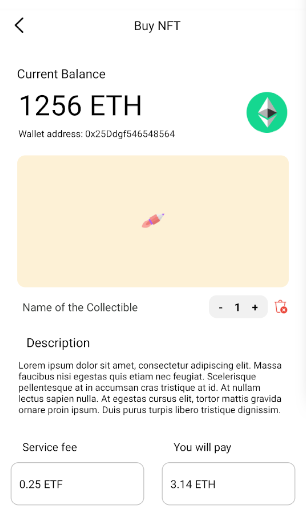 Buy NFT
Current Balance
1256 ETH
Wallet address: 0x25Ddgf546548564
Name of the Collectible
- 1 +
Description
Lorem ipsum dolor sit amet, consectetur adipiscing elit. Massa
faucibus nisi egestas quis etiam nec feugiat. Scelerisque
pellentesque at in accumsan cras tristique at id. At nullam
lectus sapien nulla. At egestas cursus elit, tortor mattis gravida
ornare proin ipsum. Duis purus turpis libero tristique dignissim.
Service fee
You will pay
0.25 ETF
3.14 ETH